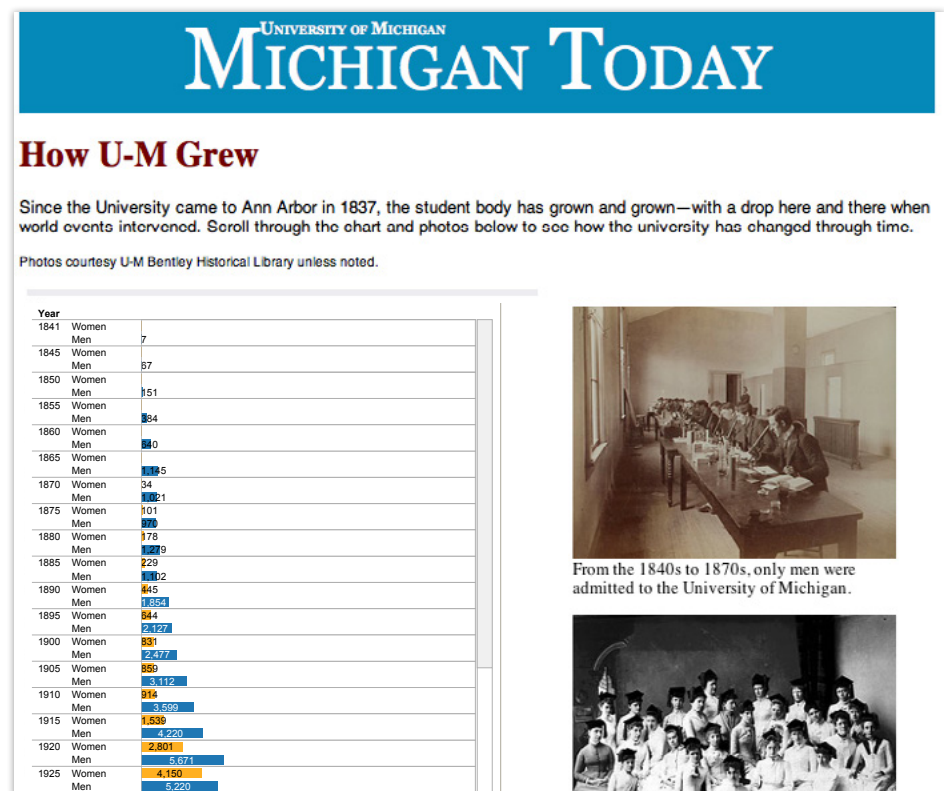 UNIVERSITY OF MICHIGAN
MICHIGAN TODAY
How U-M Grew
Since the University came to Ann Arbor in 1837, the student body has grown and grown—with a drop here and there when
world events intervened. Scroll through the chart and photos below to see how the university has changed through time.
Photos courtesy U-M Bentley Historical Library unless noted.
Year
1841 Women
Men 7
1845 Women
Men 67
1850 Women
Men 151
1855 Women
Men 384
1860 Women
Men 540
1865 Women
Men 1,145
1870 Women 34
Men 1,021
1875 Women 101
Men 970
1880 Women 178
Men 1,279
1885 Women 229
Men 1,102
1890 Women 445
Men 1,854
1895 Women 644
Men 2,127
1900 Women 831
Men 2,477
1905 Women 859
Men 3,112
1910 Women 914
Men 3,599
1915 Women 1,539
Men 4,220
1920 Women 2,801
Men 5,671
1925 Women 4,150
Men 5,220
From the 1840s to 1870s, only men were
admitted to the University of Michigan.